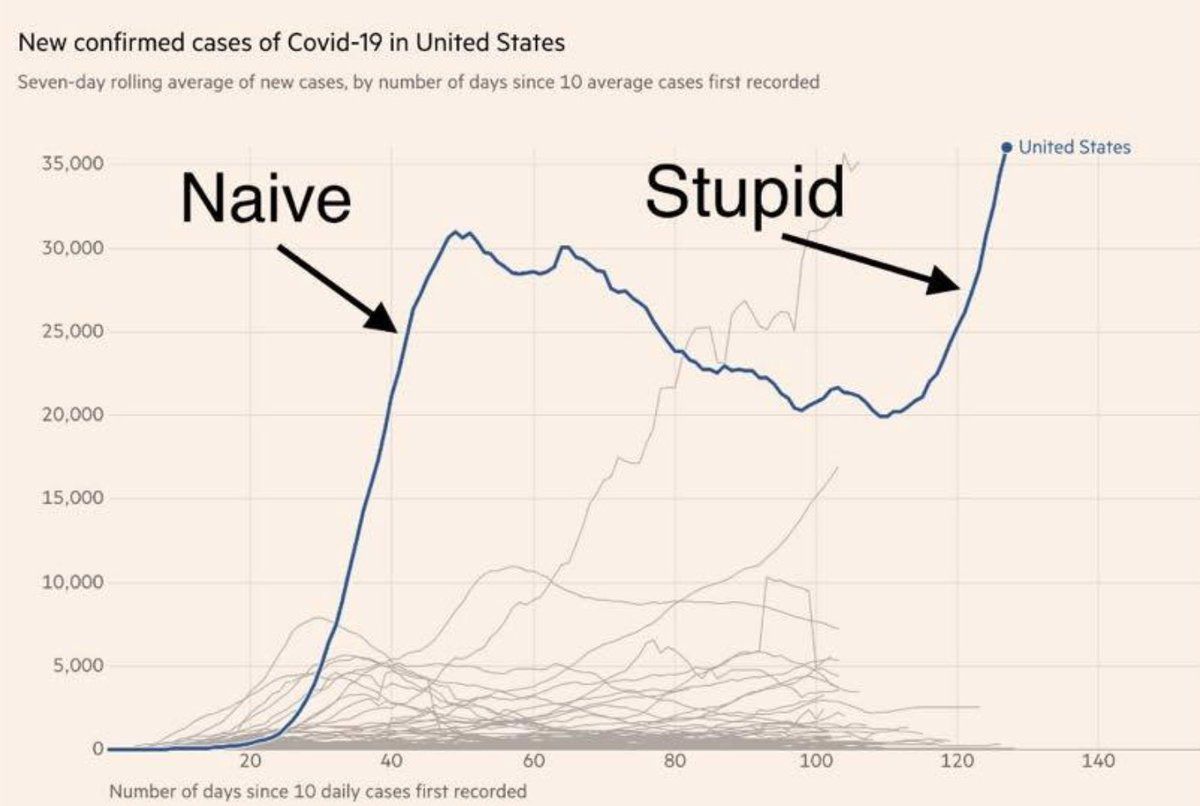 New confirmed cases of Covid-19 in United States
Seven-day rolling average of new cases, by number of days since 10 average cases first recorded
United States
35,000
Naive
Stupid
30,000
25,000
20,000
15,000
10,000
5,000
0
20 40 60 80 100 120 140
Number of days since 10 daily cases first recorded